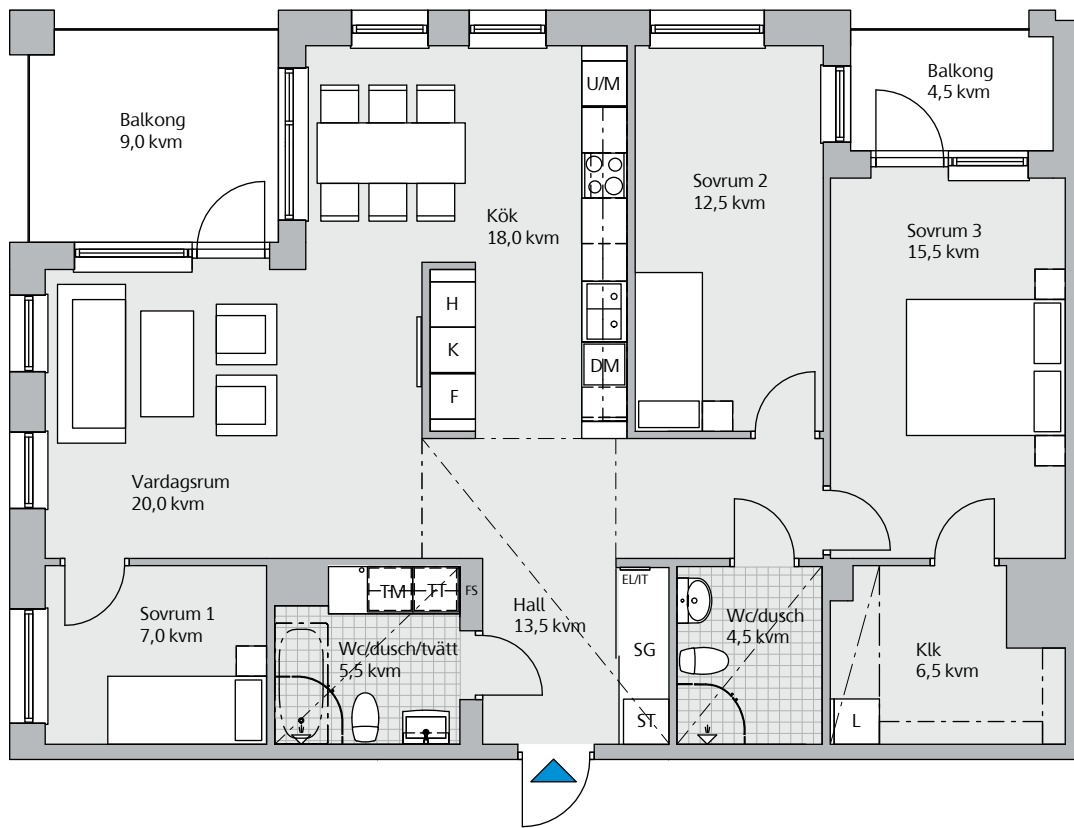 U/M
Balkong
4,5 kvm
Balkong
9,0 kvm
Sovrum 2
12,5 kvm
Kök
18,0 kvm
Sovrum 3
15,5 kvm
H
K
DM
F
Vardagsrum
20,0 kvm
TM
TT
FS
EL/IT
Sovrum 1
7,0 kvm
Hall
13,5 kvm
Wc/dusch
4,5 kvm
Wc/dusch/tvätt
5,5 kvm
SG
Klk
6,5 kvm
ST
L